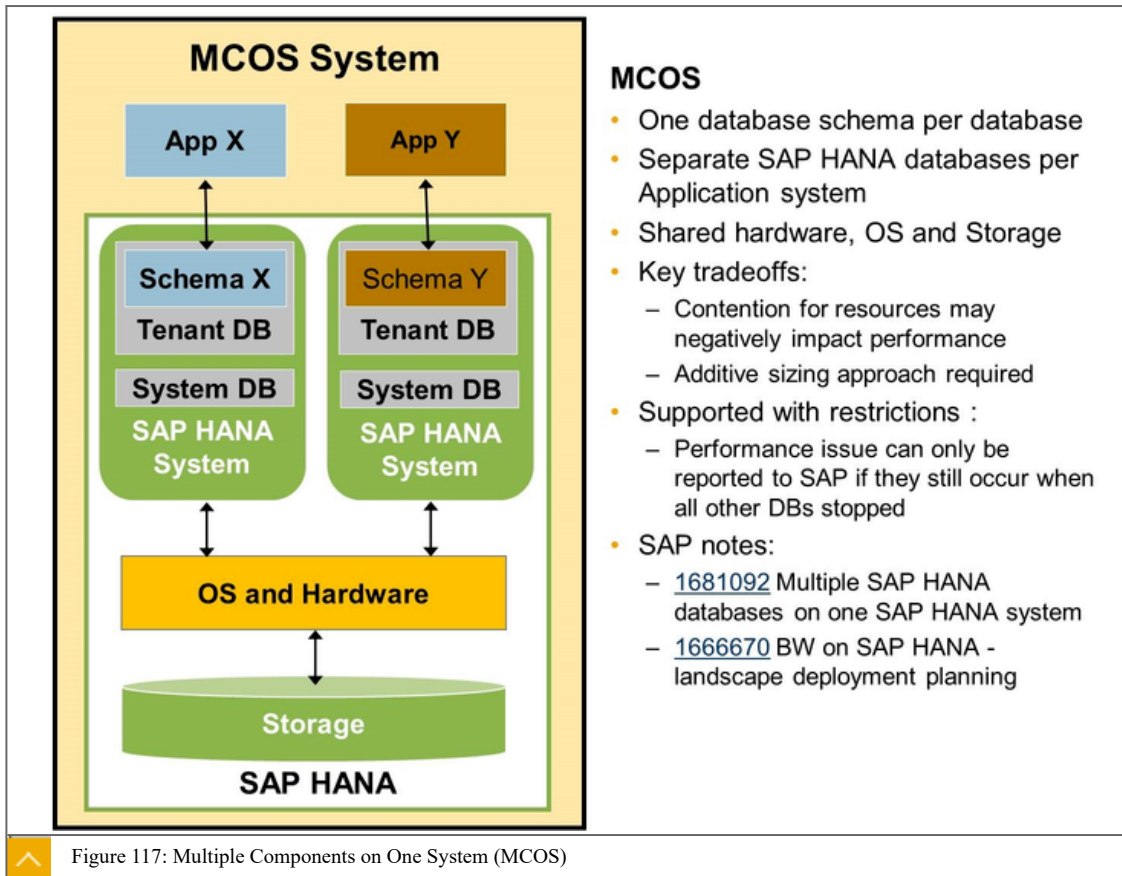 MCOS System
App X
App Y
Schema X
Schema Y
Tenant DB
Tenant DB
System DB
System DB
SAP HANA
System
SAP HANA
System
OS and Hardware
Storage
SAP HANA
MCOS
• One database schema per database
• Separate SAP HANA databases per
Application system
• Shared hardware, OS and Storage
• Key tradeoffs:
– Contention for resources may
negatively impact performance
– Additive sizing approach required
• Supported with restrictions :
– Performance issue can only be
reported to SAP if they still occur when
all other DBs stopped
• SAP notes:
– 1681092 Multiple SAP HANA
databases on one SAP HANA system
– 1666670 BW on SAP HANA -
landscape deployment planning
Figure 117: Multiple Components on One System (MCOS)